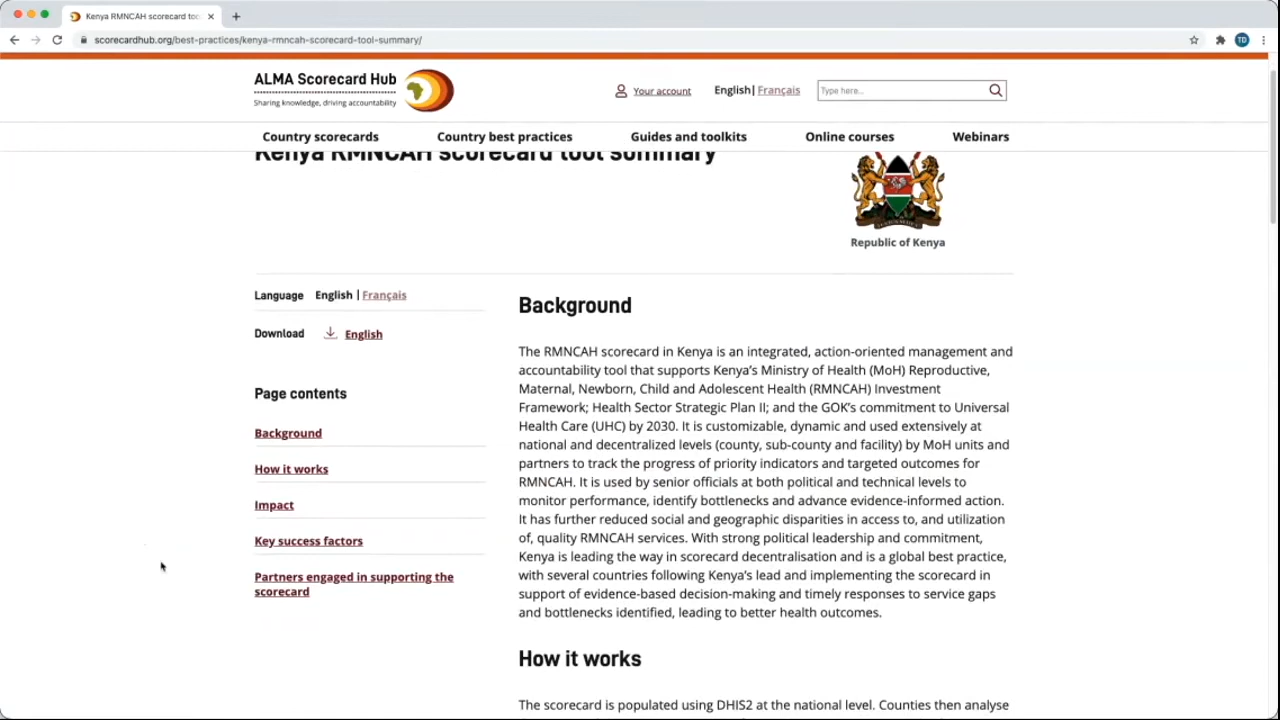 Kenya RMNCAH scorecard too
scorecardhub.org/best-practices/kenya-rmncah-scorecard-tool-summary/
TD
ALMA Scorecard Hub
Sharing knowledge, driving accountability
Your account
English| Français
Type here...
Country scorecards
Country best practices
Guides and toolkits
Online courses
Webinars
Kenya RMNCAH scorecard tool summary
Republic of Kenya
Language English | Français
Download English
Page contents
Background
How it works
Impact
Key success factors
Partners engaged in supporting the
scorecard
Background
The RMNCAH scorecard in Kenya is an integrated, action-oriented management and
accountability tool that supports Kenya’s Ministry of Health (MoH) Reproductive,
Maternal, Newborn, Child and Adolescent Health (RMNCAH) Investment
Framework; Health Sector Strategic Plan II; and the GOK’s commitment to Universal
Health Care (UHC) by 2030. It is customizable, dynamic and used extensively at
national and decentralized levels (county, sub-county and facility) by MoH units and
partners to track the progress of priority indicators and targeted outcomes for
RMNCAH. It is used by senior officials at both political and technical levels to
monitor performance, identify bottlenecks and advance evidence-informed action.
It has further reduced social and geographic disparities in access to, and utilization
of, quality RMNCAH services. With strong political leadership and commitment,
Kenya is leading the way in scorecard decentralisation and is a global best practice,
with several countries following Kenya’s lead and implementing the scorecard in
support of evidence-based decision-making and timely responses to service gaps
and bottlenecks identified, leading to better health outcomes.
How it works
The scorecard is populated using DHIS2 at the national level. Counties then analyse